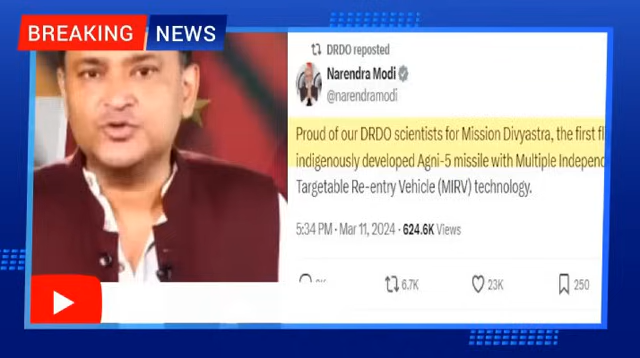 BREAKING NEWS
DRDO reposted
Narendra Modi
@narendramodi
Proud of our DRDO scientists for Mission Divyastra, the first
indigenously developed Agni-5 missile with Multiple
Targetable Re-entry Vehicle (MIRV) technology.
5:34 PM · Mar 11, 2024 · 624.6K Views
6.7K 23K 250